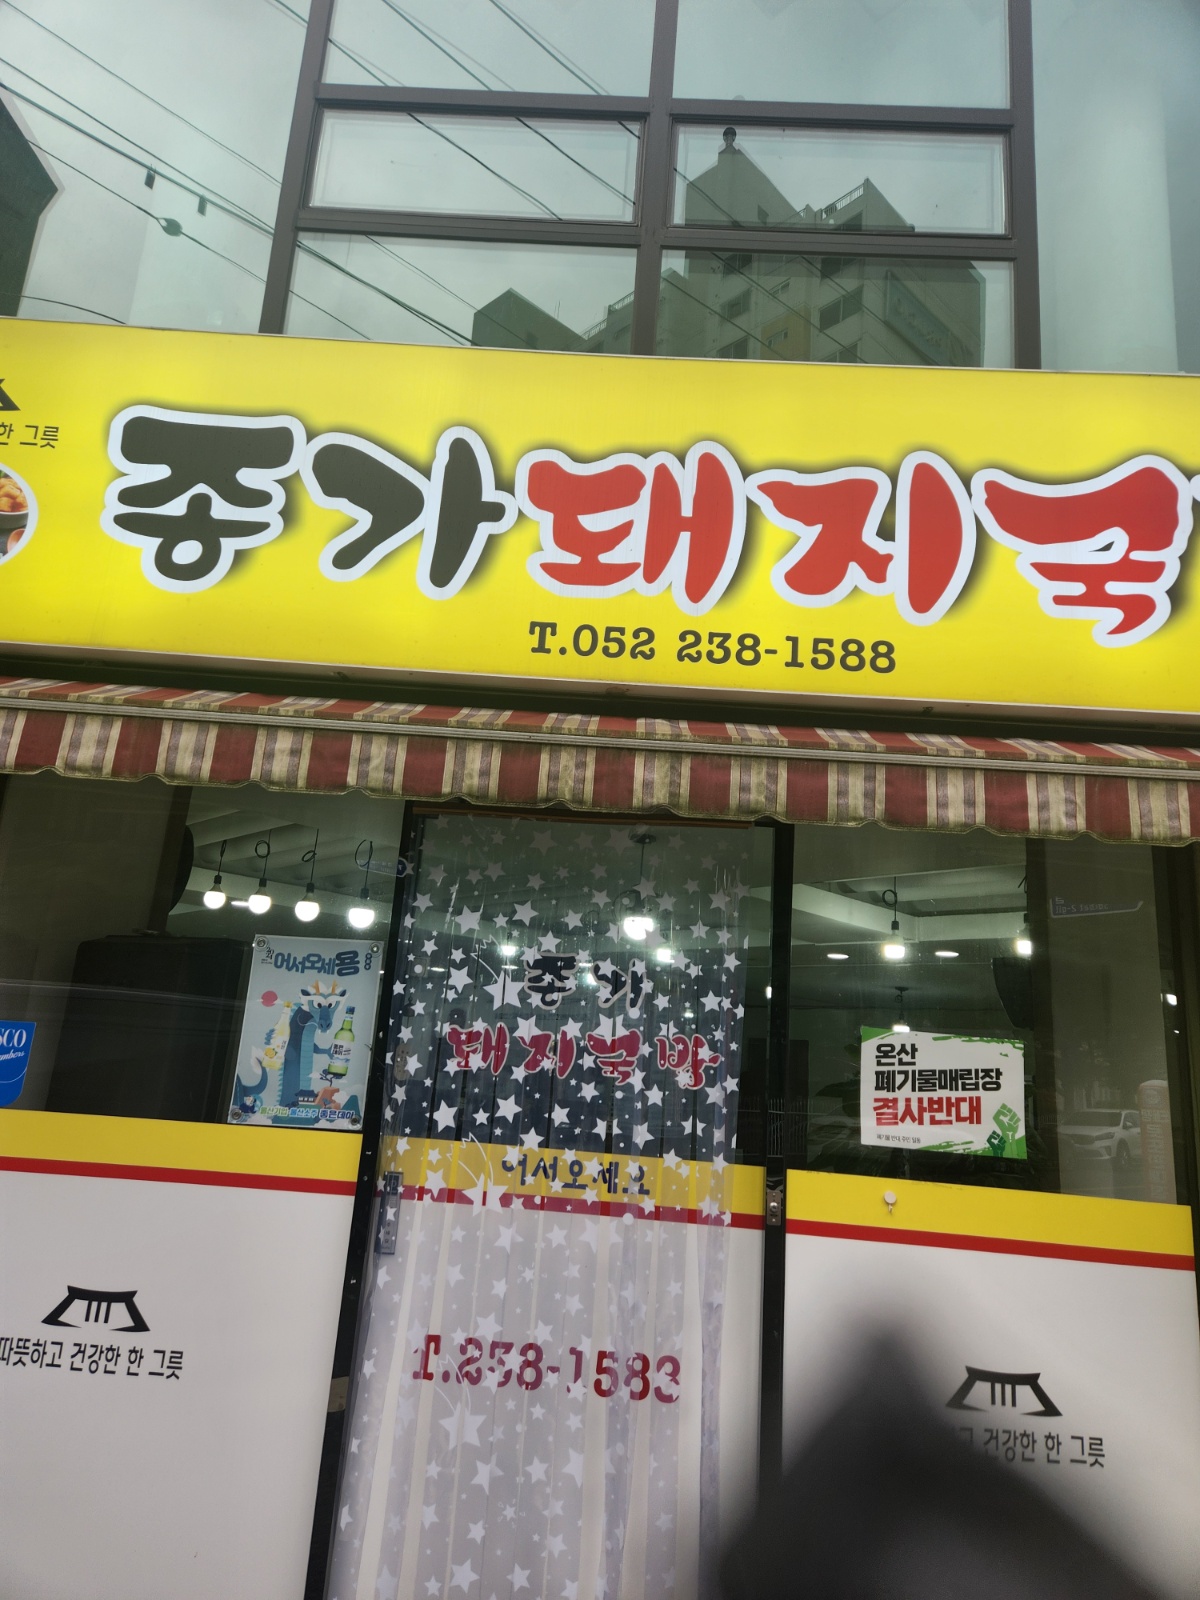 한 그릇
종가돼지국
T.052 238-1588
어서오세용
종가
돼지국밥
어서오세요
T.238-1588
온산
폐기물매립장
결사반대
따뜻하고 건강한 한 그릇
건강한 한 그릇